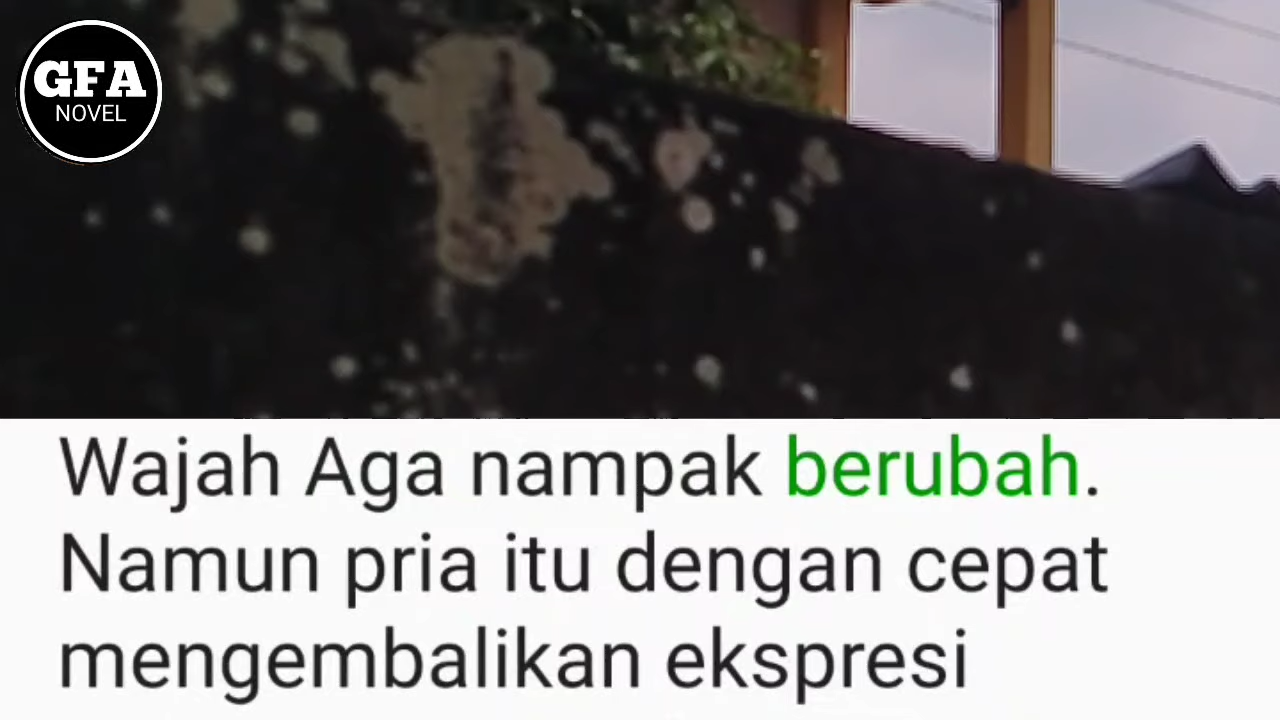 GFA
NOVEL
Wajah Aga nampak berubah.
Namun pria itu dengan cepat
mengembalikan ekspresi